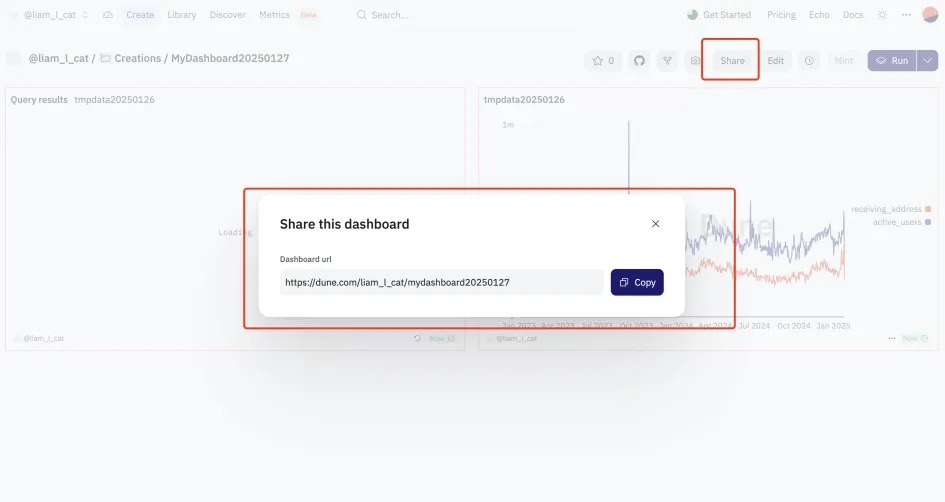 @liam_l_cat Create Library Discover Metrics New Search... Get Started Pricing Echo Docs
@liam_l_cat / Creations / MyDashboard20250127 0 Share Edit Mint Run
Query results tmpdata20250126
tmpdata20250126
1m
Loading
Dune
receiving_address
active_users
Share this dashboard
Dashboard url
https://dune.com/liam_l_cat/mydashboard20250127 Copy
0
Jan 2023 Apr 2023 Jul 2023 Oct 2023 Jan 2024 Apr 2024 Jul 2024 Oct 2024 Jan 2025
@liam_l_cat Now
@liam_l_cat Now